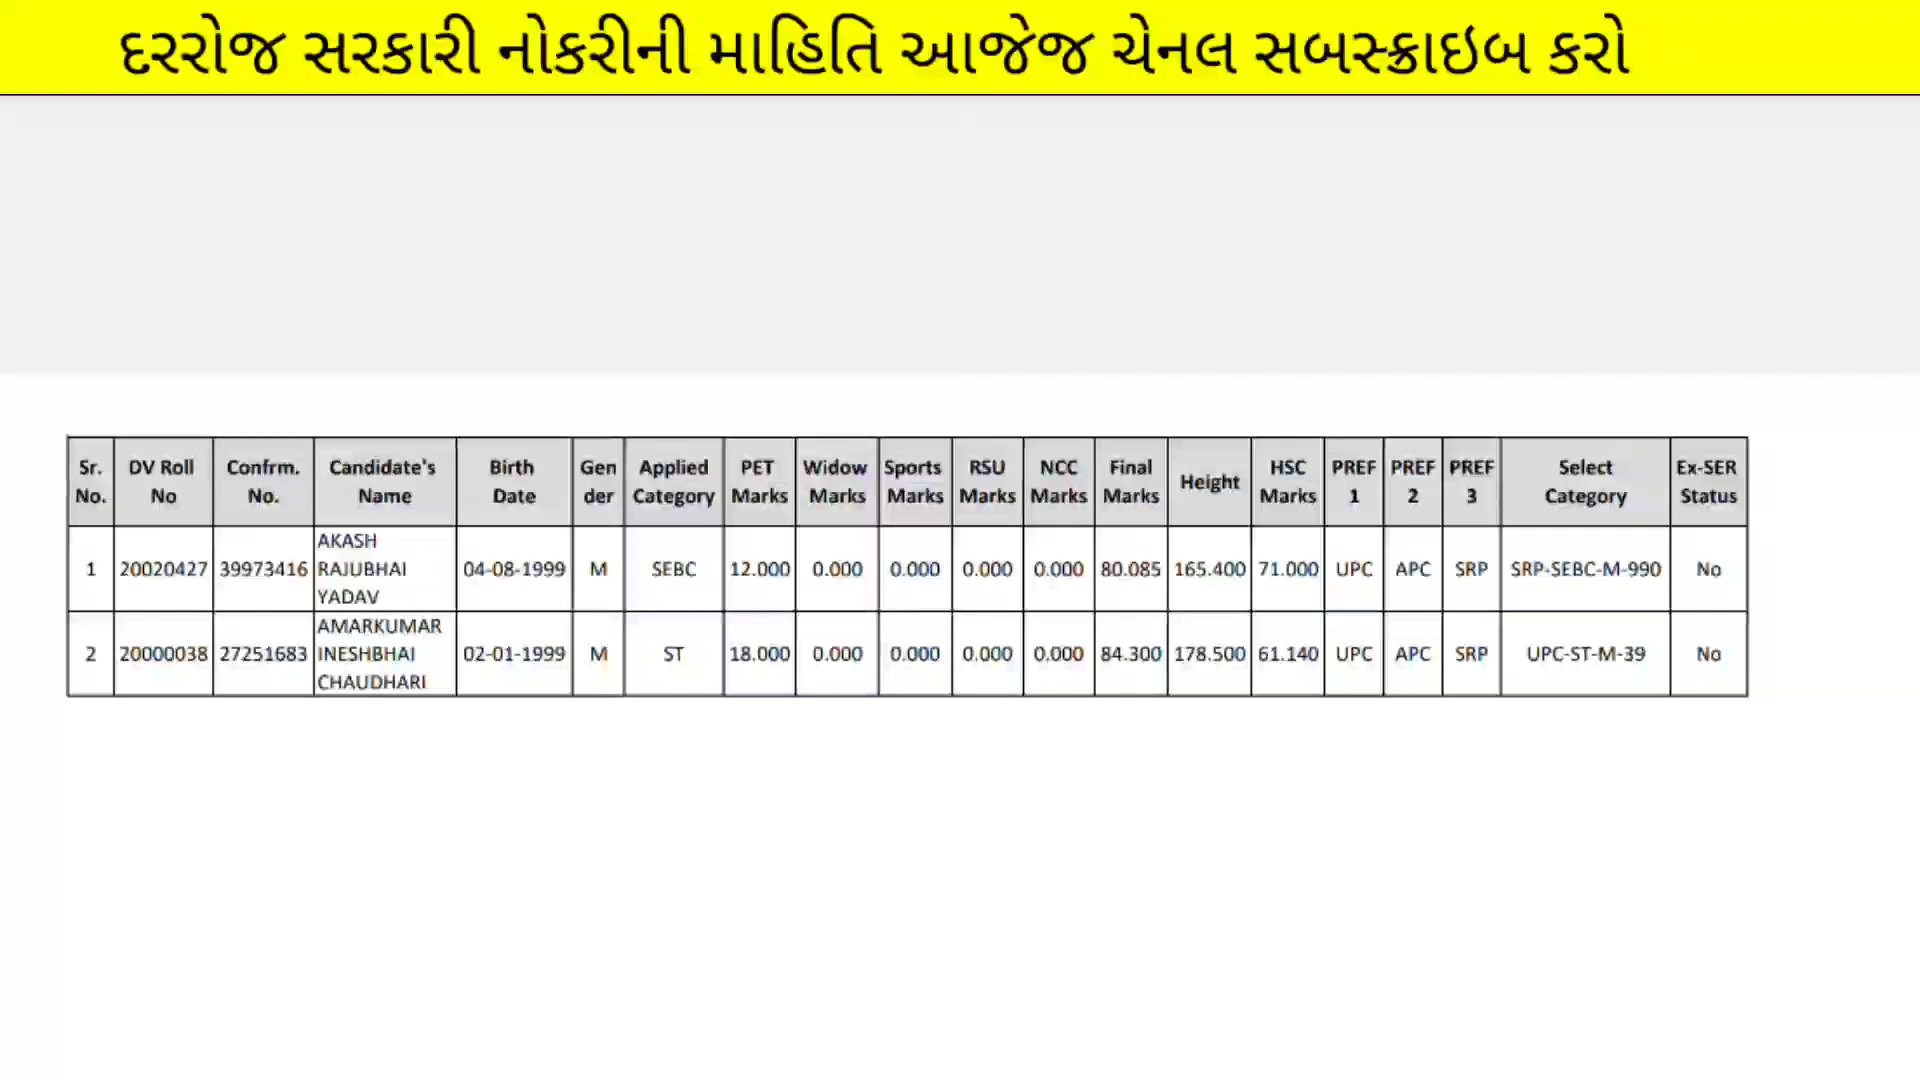 દરરોજ સરકારી નોકરીની માહિતિ આજેજ ચેનલ સબસ્ક્રાઇબ કરો
Sr. No. DV Roll No Confrm. No. Candidate's Name Birth Date Gen der Applied Category PET Marks Widow Marks Sports Marks RSU Marks NCC Marks Final Marks Height HSC Marks PREF 1 PREF 2 PREF 3 Select Category Ex-SER Status
1 20020427 39973416 AKASH RAJUBHAI YADAV 04-08-1999 M SEBC 12.000 0.000 0.000 0.000 0.000 80.085 165.400 71.000 UPC APC SRP SRP-SEBC-M-990 No
2 20000038 27251683 AMARKUMAR INESHBHAI CHAUDHARI 02-01-1999 M ST 18.000 0.000 0.000 0.000 0.000 84.300 178.500 61.140 UPC APC SRP UPC-ST-M-39 No